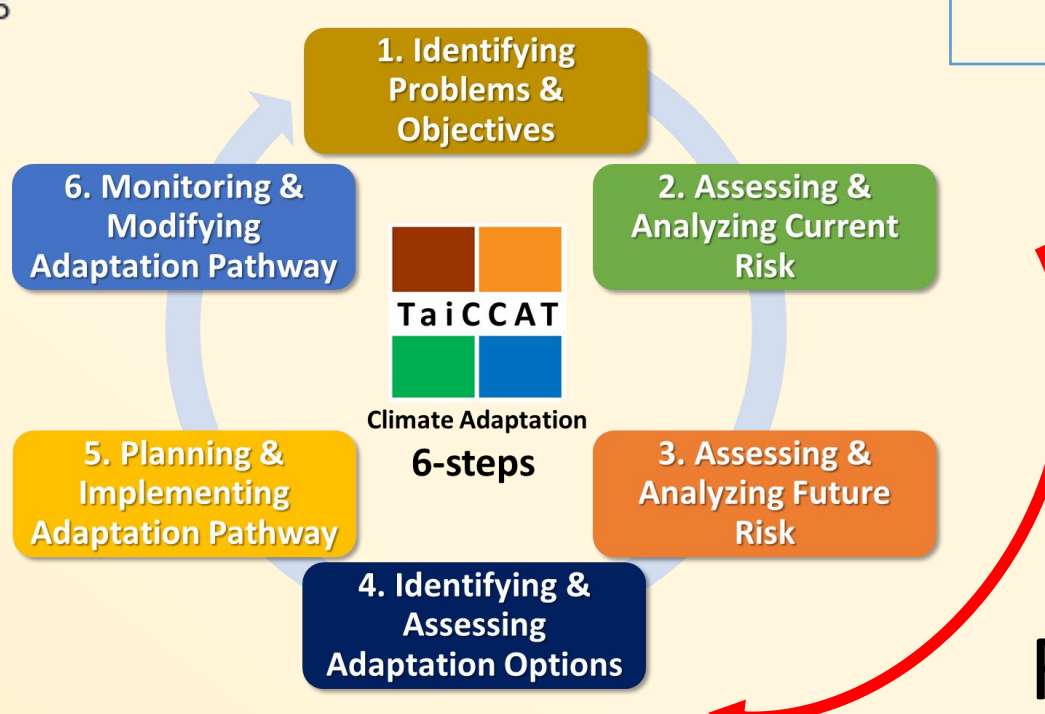 1. Identifying
Problems &
Objectives
6. Monitoring &
Modifying
Adaptation Pathway
2. Assessing &
Analyzing Current
Risk
TaiCCAT
Climate Adaptation
6-steps
5. Planning &
Implementing
Adaptation Pathway
3. Assessing &
Analyzing Future
Risk
4. Identifying &
Assessing
Adaptation Options